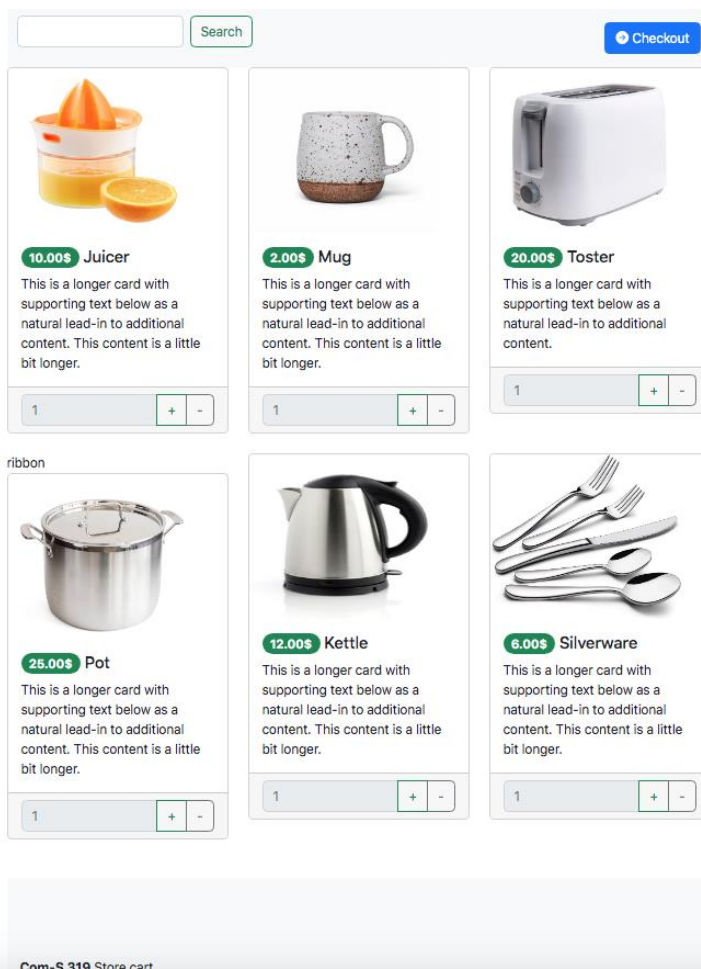 Search
Checkout
10.00$ Juicer
This is a longer card with
supporting text below as a
natural lead-in to additional
content. This content is a little
bit longer.
1
+
-
2.00$ Mug
This is a longer card with
supporting text below as a
natural lead-in to additional
content. This content is a little
bit longer.
1
+
-
20.00$ Toster
This is a longer card with
supporting text below as a
natural lead-in to additional
content.
1
+
-
ribbon
25.00$ Pot
This is a longer card with
supporting text below as a
natural lead-in to additional
content. This content is a little
bit longer.
1
+
-
12.00$ Kettle
This is a longer card with
supporting text below as a
natural lead-in to additional
content. This content is a little
bit longer.
1
+
-
6.00$ Silverware
This is a longer card with
supporting text below as a
natural lead-in to additional
content. This content is a little
bit longer.
1
+
-
Com-S 319 Store cart